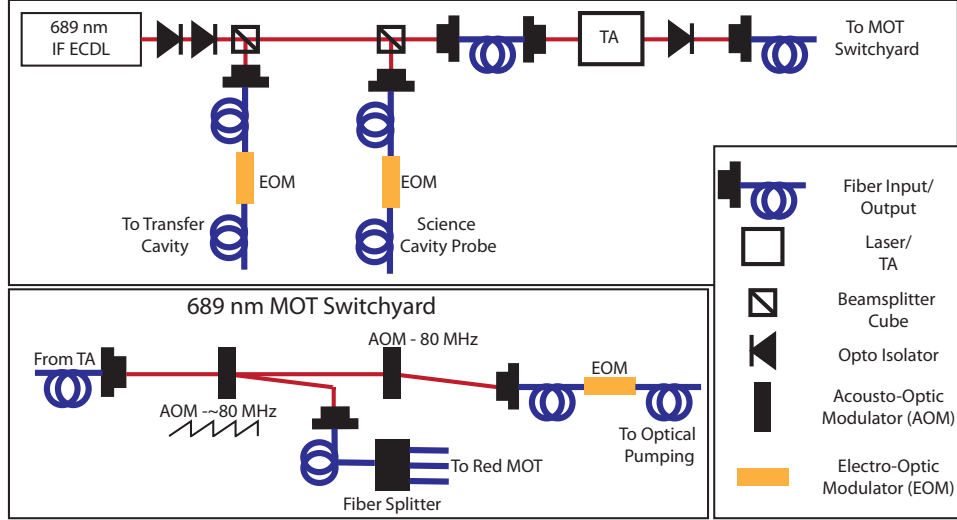 689 nm
IF ECDL
TA
To MOT
Switchyard
EOM
EOM
To Transfer
Cavity
Science
Cavity Probe
Fiber Input/
Output
Laser/
TA
Beamsplitter
Cube
Opto Isolator
Acousto-Optic
Modulator (AOM)
Electro-Optic
Modulator (EOM)
689 nm MOT Switchyard
From TA
AOM - 80 MHz
EOM
AOM -~80 MHz
To Optical
Pumping
To Red MOT
Fiber Splitter